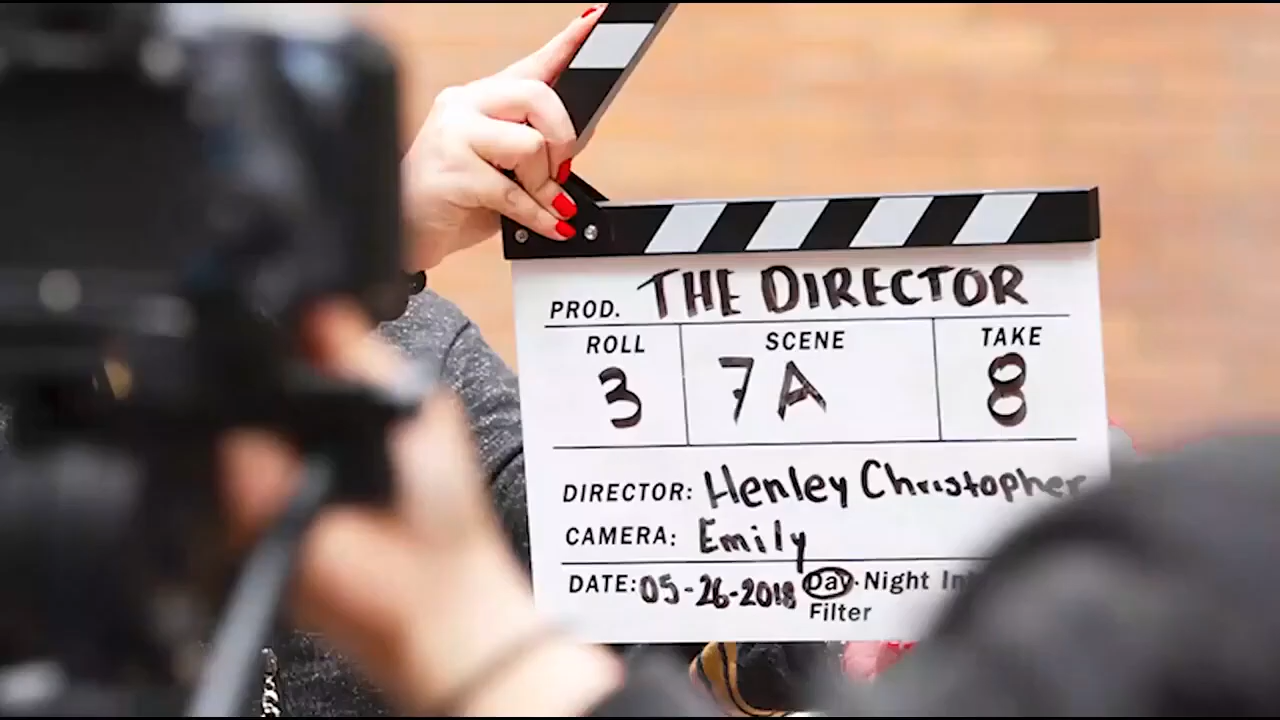 PROD. THE DIRECTOR
ROLL SCENE TAKE
3 7A 8
DIRECTOR: Henley Christopher
CAMERA: Emily
DATE: 05-26-2018 Day·Night
Filter